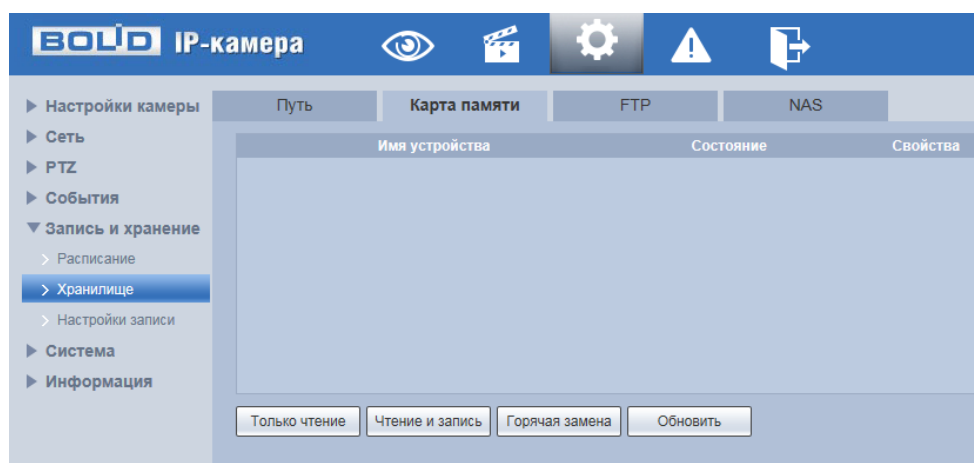 BOLID IP-камера
Путь Карта памяти FTP NAS
Имя устройства Состояние Свойства
Настройки камеры
Сеть
PTZ
События
Запись и хранение
Расписание
Хранилище
Настройки записи
Система
Информация
Только чтение Чтение и запись Горячая замена Обновить